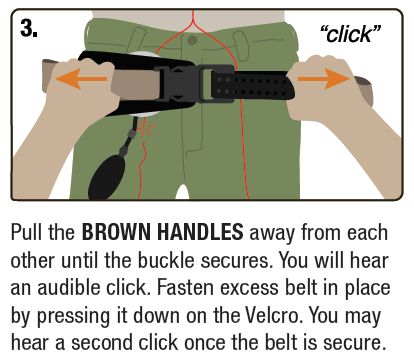 3.
“click”
Pull the BROWN HANDLES away from each
other until the buckle secures. You will hear
an audible click. Fasten excess belt in place
by pressing it down on the Velcro. You may
hear a second click once the belt is secure.